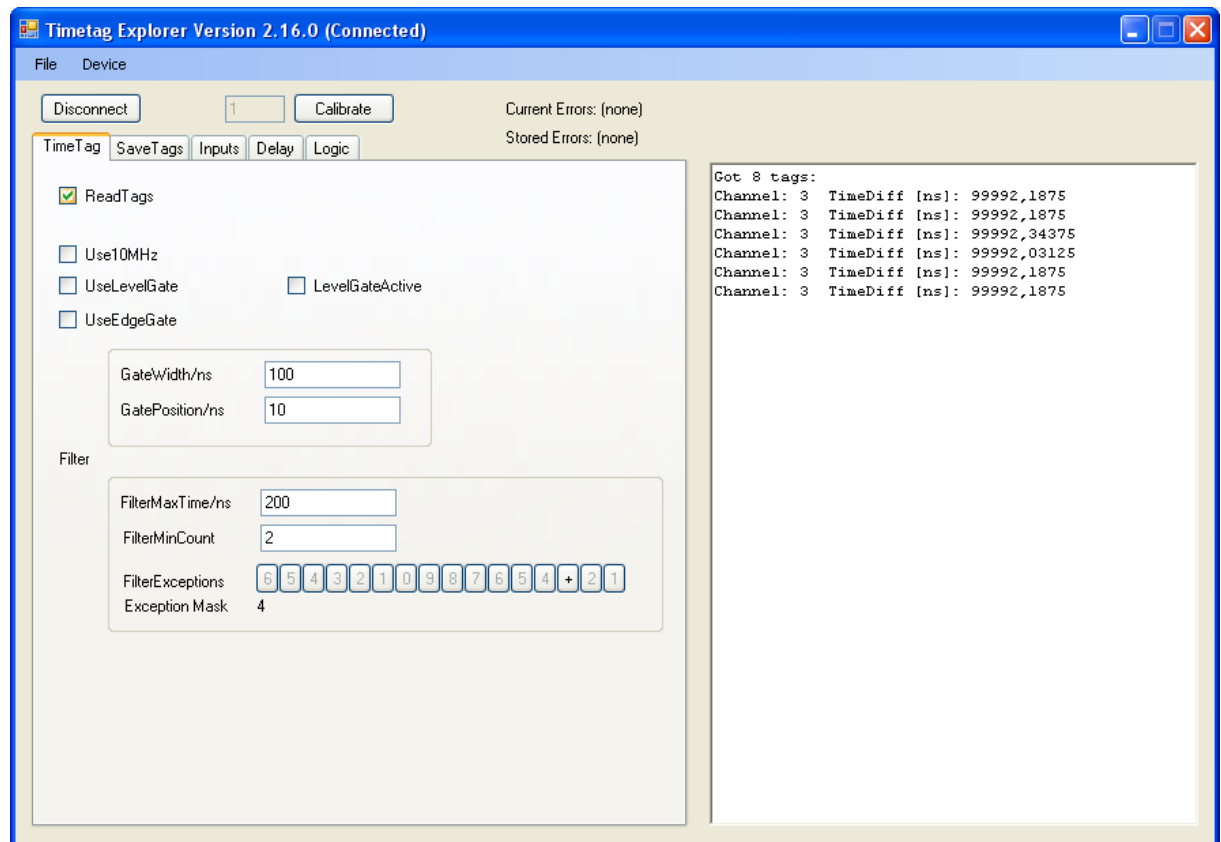 Timetag Explorer Version 2.16.0 (Connected)
File Device
Disconnect 1 Calibrate Current Errors: (none)
Stored Errors: (none)
TimeTag SaveTags Inputs Delay Logic
ReadTags
Use10MHz
UseLevelGate LevelGateActive
UseEdgeGate
GateWidth/ns 100
GatePosition/ns 10
Filter
FilterMaxTime/ns 200
FilterMinCount 2
FilterExceptions 6 5 4 3 2 1 0 9 8 7 6 5 4 + 2 1
Exception Mask 4
Got 8 tags:
Channel: 3 TimeDiff [ns]: 99992,1875
Channel: 3 TimeDiff [ns]: 99992,1875
Channel: 3 TimeDiff [ns]: 99992,34375
Channel: 3 TimeDiff [ns]: 99992,03125
Channel: 3 TimeDiff [ns]: 99992,1875
Channel: 3 TimeDiff [ns]: 99992,1875